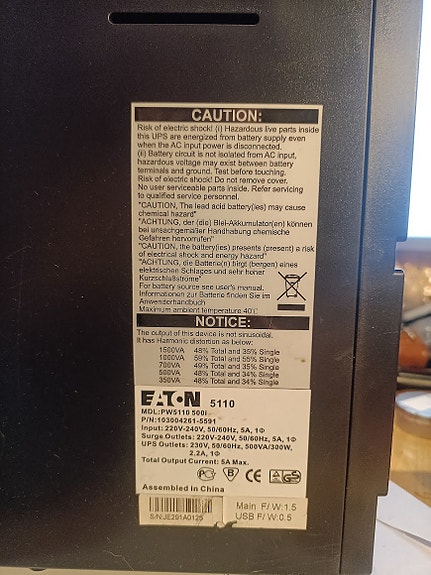 CAUTION:
Risk of electric shock! (i) Hazardous live parts inside
this UPS are energized from battery supply even
when the AC input power is disconnected.
(ii) Battery circuit is not isolated from AC input,
hazardous voltage may exist between battery
terminals and ground. Test before touching.
Risk of electric shock! Do not remove cover.
No user serviceable parts inside. Refer servicing
to qualified service personnel.
"CAUTION, The lead acid battery(ies) may cause
chemical hazard"
"ACHTUNG, der (die) Blei-Akkumulator(en) können
bei unsachgemäßer Handhabung chemische
Gefahren hervorrufen"
"CAUTION, the battery(ies) presents (present) a risk
of electrical shock and energy hazard"
"ACHTUNG, die Batterie(n) birgt (bergen) eines
elektrischen Schlages und sehr hoher
Kurzschlußströme"
For battery source see user's manual.
Informationen zur Batterie finden Sie im
Anwenderhandbuch
Maximum ambient temperature 40°C
NOTICE:
The output of this device is not sinusoidal.
It has Harmonic distortion as below:
1500VA 48% Total and 35% Single
1000VA 59% Total and 55% Single
700VA 49% Total and 35% Single
500VA 48% Total and 34% Single
350VA 48% Total and 34% Single
EATON 5110
MDL:PW5110 500i
P/N:103004261-5591
Input: 220V-240V, 50/60Hz, 5A, 1Φ
Surge Outlets: 220V-240V, 50/60Hz, 5A, 1Φ
UPS Outlets: 230V, 50/60Hz, 500VA/300W,
2.2A, 1Φ
Total Output Current: 5A Max.
Assembled in China
S/N:JE291A0125
Main F/W:1.5
USB F/W:0.5